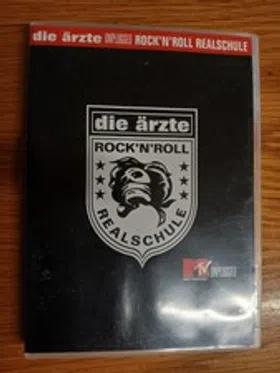 die ärzte UNPLUGGED ROCK'N'ROLL REALSCHULE
die ärzte
ROCK'N'ROLL
REALSCHULE
MTV UNPLUGGED